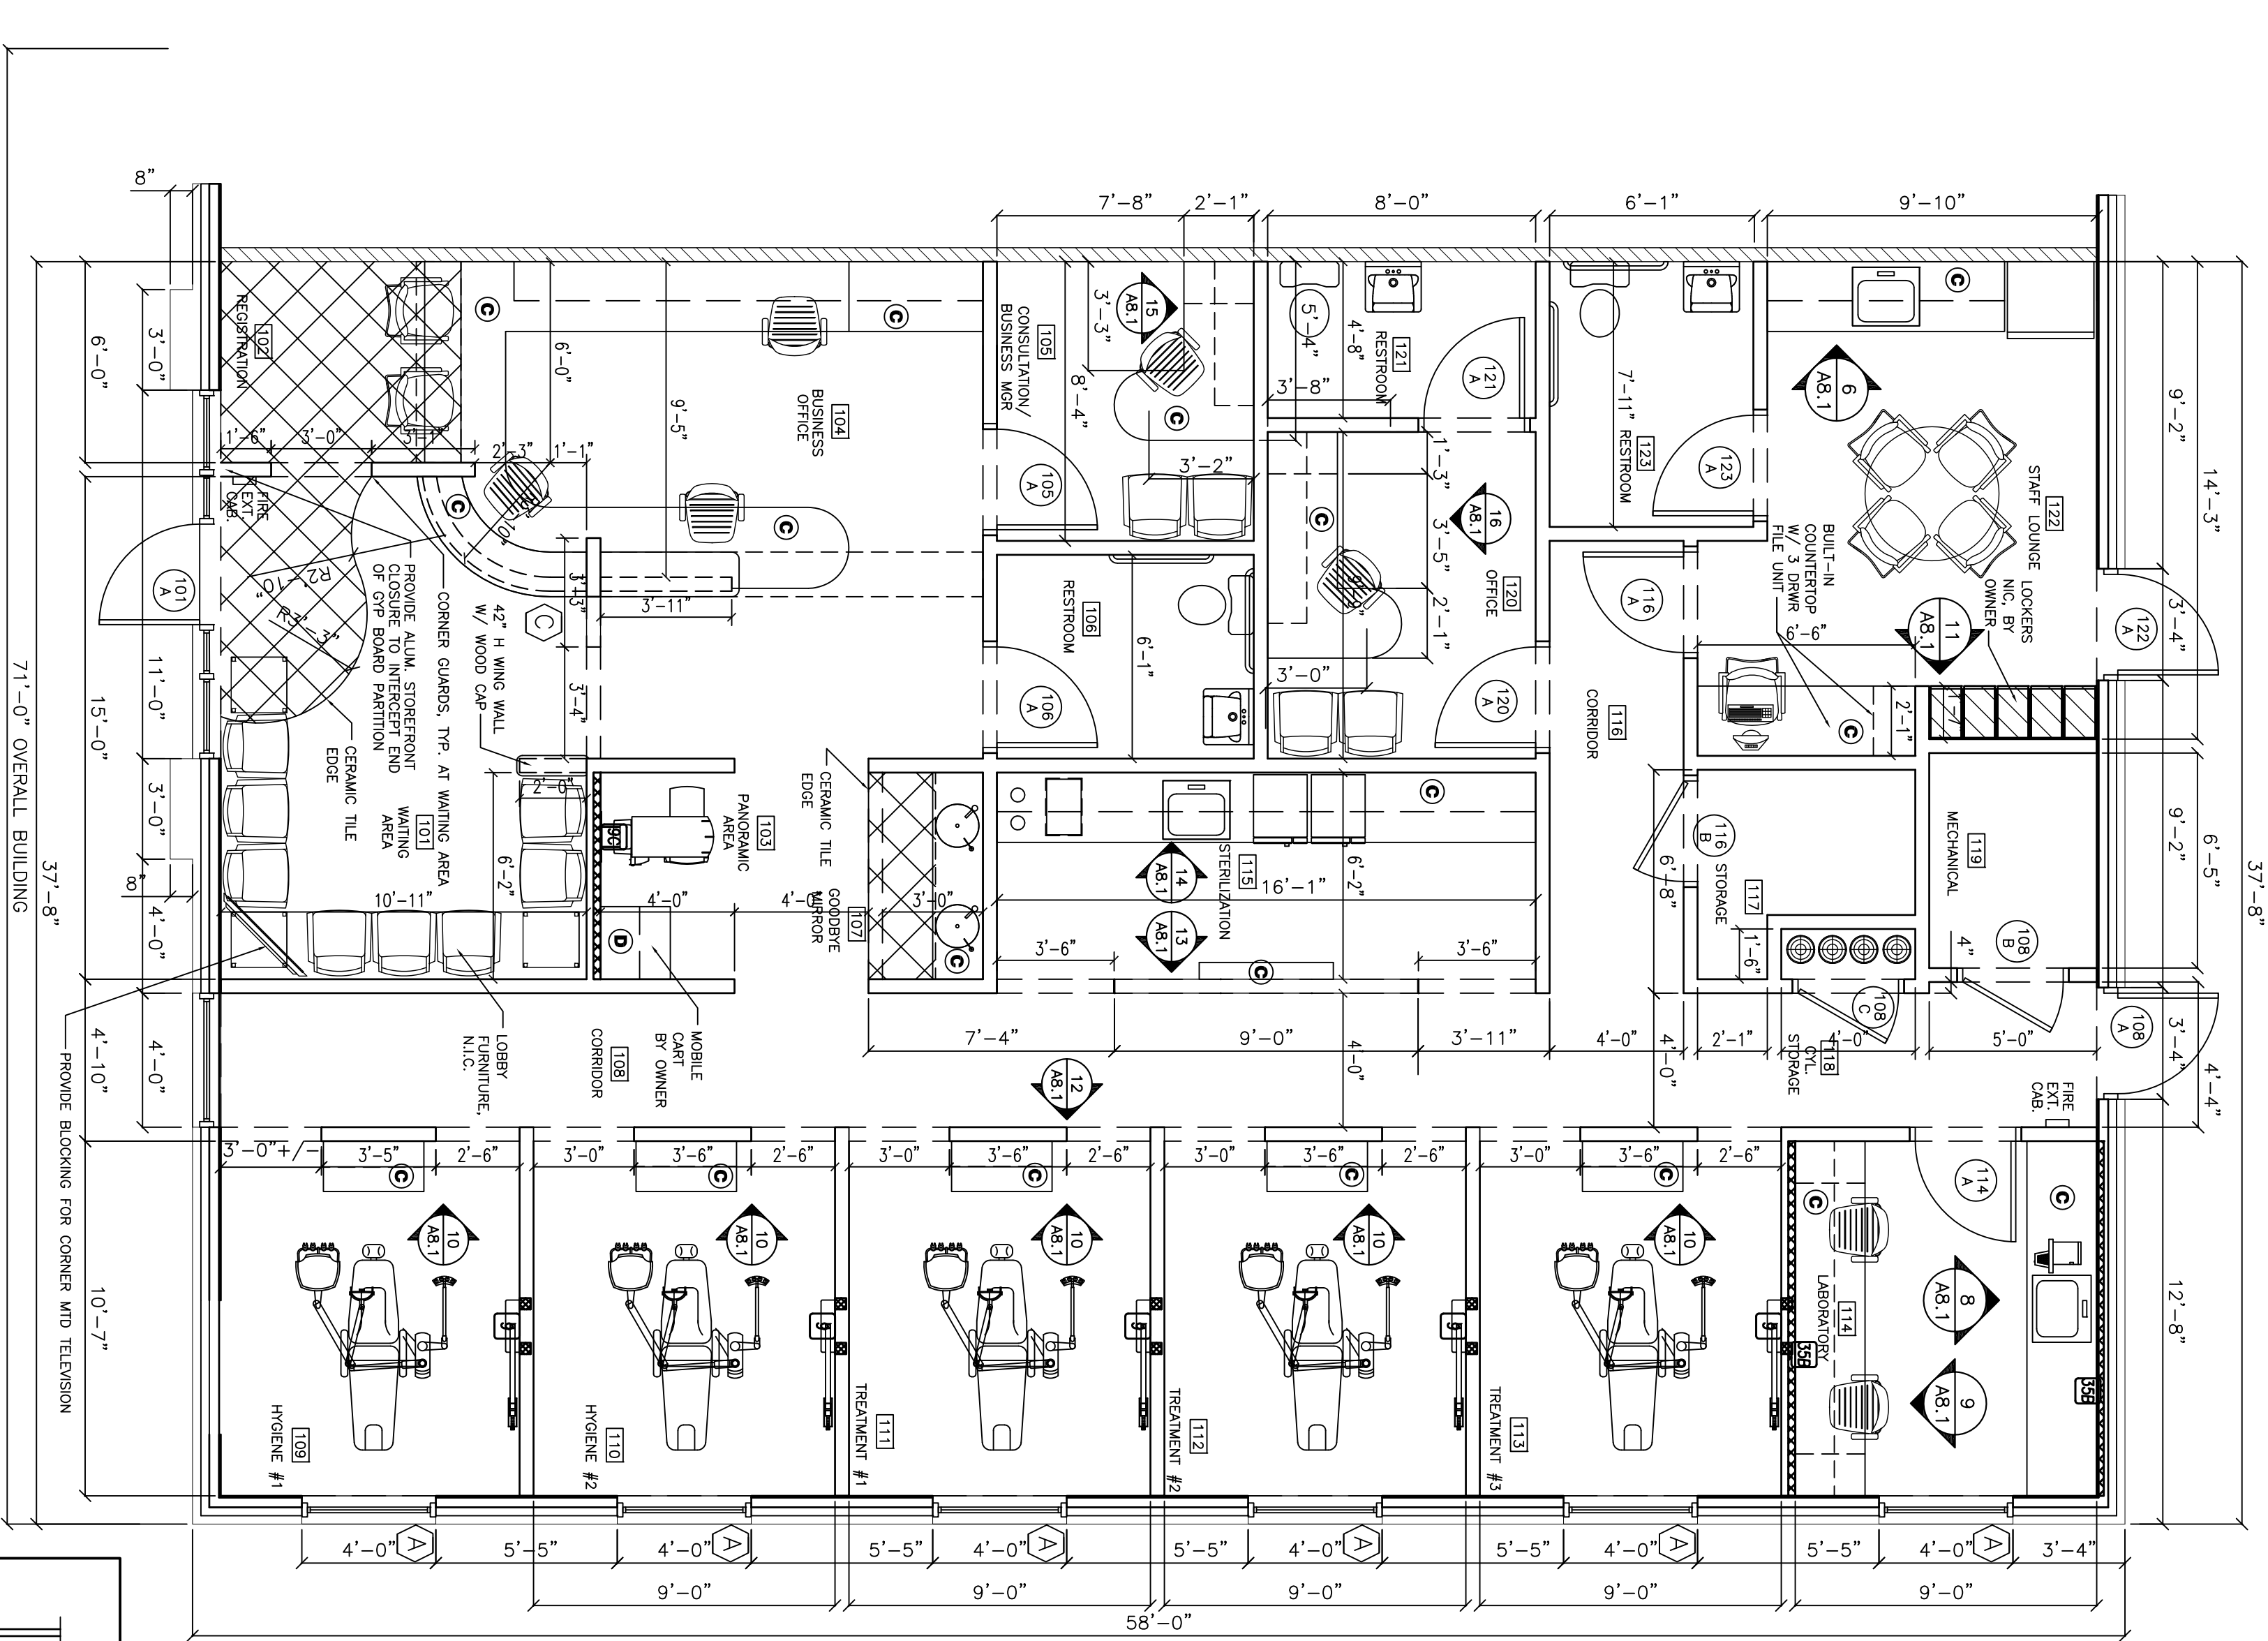 7'-8"
2'-1"
8'-0"
6'-1"
9'-10"
8"
37'-8"
14'-3"
6'-5"
4'-4"
9'-2"
3'-4"
9'-2"
3'-4"
12'-8"
71'-0" OVERALL BUILDING
37'-8"
6'-0"
15'-0"
4'-10"
10'-7"
3'-0"
11'-0"
3'-0"
4'-0"
4'-0"
8"
102
REGISTRATION
1'-6"
3'-0"
3'-1"
2'-3"
1'-1"
FIRE
EXT.
CAB.
C
C
C
C
6'-0"
9'-5"
104
BUSINESS
OFFICE
101
A
R2'-10"
R3'-3"
PROVIDE ALUM. STOREFRONT
CLOSURE TO INTERCEPT END
OF GYP BOARD PARTITION
CORNER GUARDS, TYP. AT WAITING AREA
42" H WING WALL
W/ WOOD CAP
CERAMIC TILE
EDGE
101
WAITING
AREA
10'-11"
2'-0"
6'-2"
3'-3"
3'-11"
C
3'-4"
103
PANORAMIC
AREA
9C
4'-0"
4'-0"
3'-0"
D
CERAMIC TILE
EDGE
107
GOODBYE
MIRROR
C
LOBBY
FURNITURE,
N.I.C.
MOBILE
CART
BY OWNER
108
CORRIDOR
PROVIDE BLOCKING FOR CORNER MTD TELEVISION
105
CONSULTATION/
BUSINESS MGR
3'-3"
8'-4"
15
A8.1
C
3'-2"
105
A
106
RESTROOM
6'-1"
106
A
121
RESTROOM
5'-4"
4'-8"
3'-8"
121
A
C
1'-3"
3'-5"
2'-1"
3'-0"
16
A8.1
120
OFFICE
120
A
123
RESTROOM
7'-11"
123
A
C
6
A8.1
122
STAFF LOUNGE
122
A
BUILT-IN
COUNTERTOP
W/ 3 DRWR
FILE UNIT
LOCKERS
NIC, BY
OWNER
11
A8.1
6'-6"
2'-1"
C
116
A
116
CORRIDOR
116
B
6'-8"
117
STORAGE
1'-6"
4"
119
MECHANICAL
108
B
108
A
108
C
118
CYL.
STORAGE
FIRE
EXT.
CAB.
115
STERILIZATION
16'-1"
6'-2"
C
14
A8.1
13
A8.1
3'-6"
3'-6"
C
7'-4"
9'-0"
3'-11"
4'-0"
2'-1"
4'-0"
5'-0"
4'-0"
4'-0"
12
A8.1
3'-0"+/-
3'-5"
2'-6"
3'-0"
3'-6"
2'-6"
3'-0"
3'-6"
2'-6"
3'-0"
3'-6"
2'-6"
3'-0"
3'-6"
2'-6"
C
C
C
C
C
10
A8.1
10
A8.1
10
A8.1
10
A8.1
10
A8.1
109
HYGIENE #1
110
HYGIENE #2
111
TREATMENT #1
112
TREATMENT #2
113
TREATMENT #3
114
LABORATORY
114
A
C
C
8
A8.1
9
A8.1
35B
35B
4'-0"
A
5'-5"
4'-0"
A
5'-5"
4'-0"
A
5'-5"
4'-0"
A
5'-5"
4'-0"
A
5'-5"
4'-0"
A
3'-4"
9'-0"
9'-0"
9'-0"
9'-0"
9'-0"
58'-0"